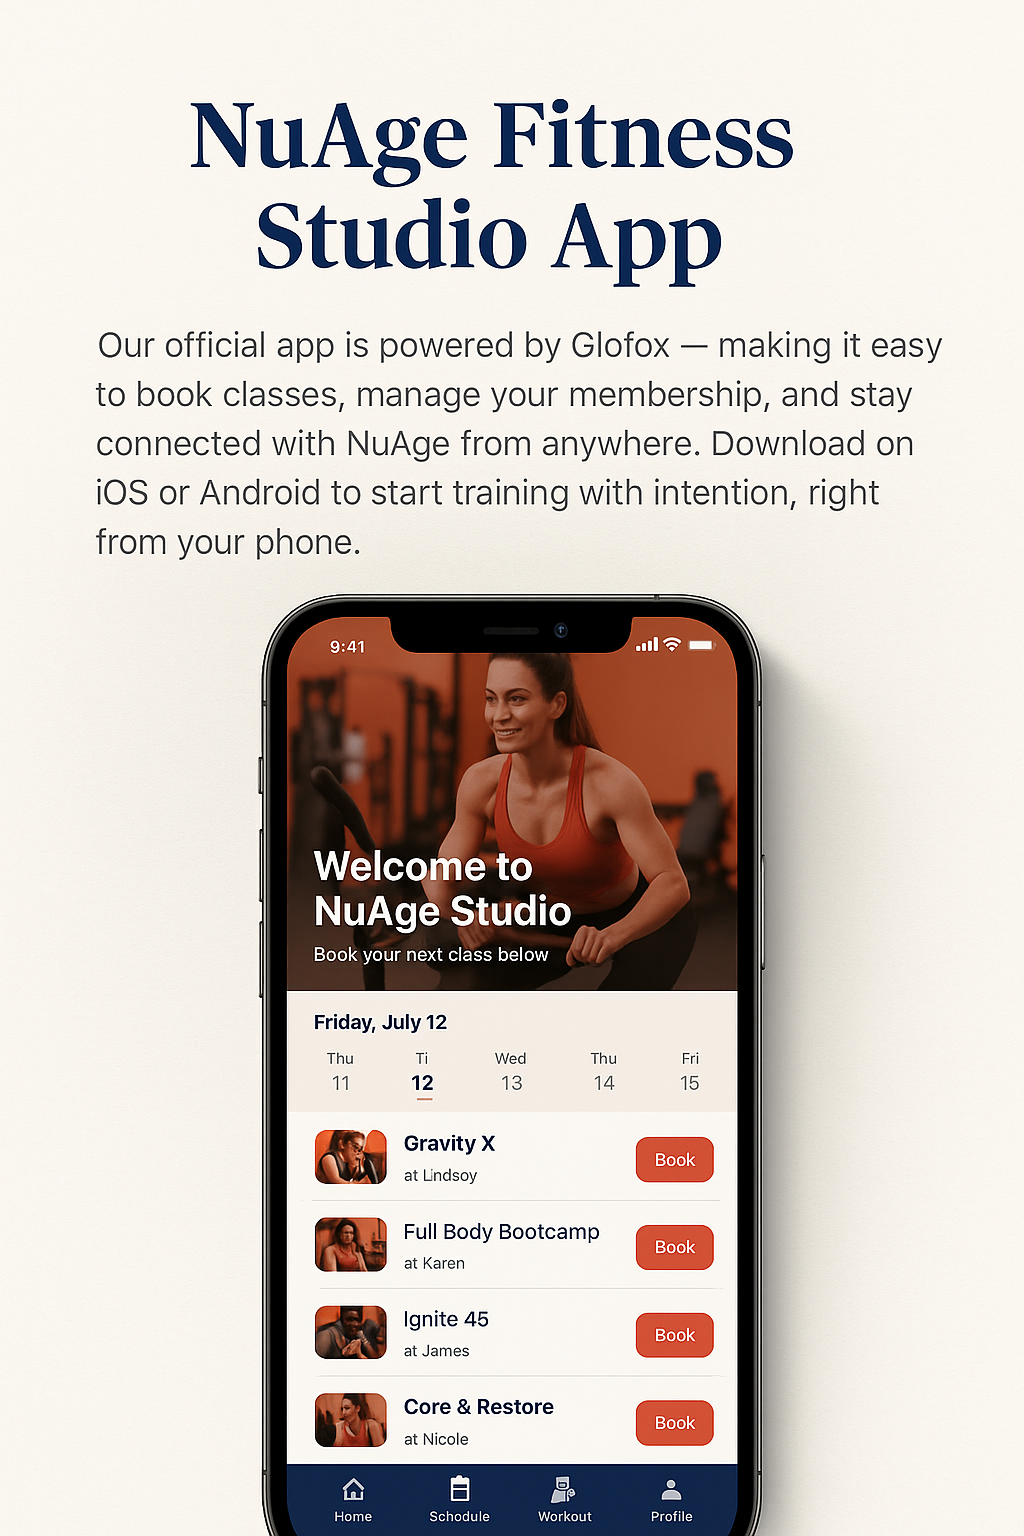 NuAge Fitness
Studio App
Our official app is powered by Glofox — making it easy
to book classes, manage your membership, and stay
connected with NuAge from anywhere. Download on
iOS or Android to start training with intention, right
from your phone.
9:41
Welcome to
NuAge Studio
Book your next class below
Friday, July 12
Thu Ti Wed Thu Fri
11 12 13 14 15
Gravity X
at Lindsoy
Book
Full Body Bootcamp
at Karen
Book
Ignite 45
at James
Book
Core & Restore
at Nicole
Book
Home Schodule Workout Profile